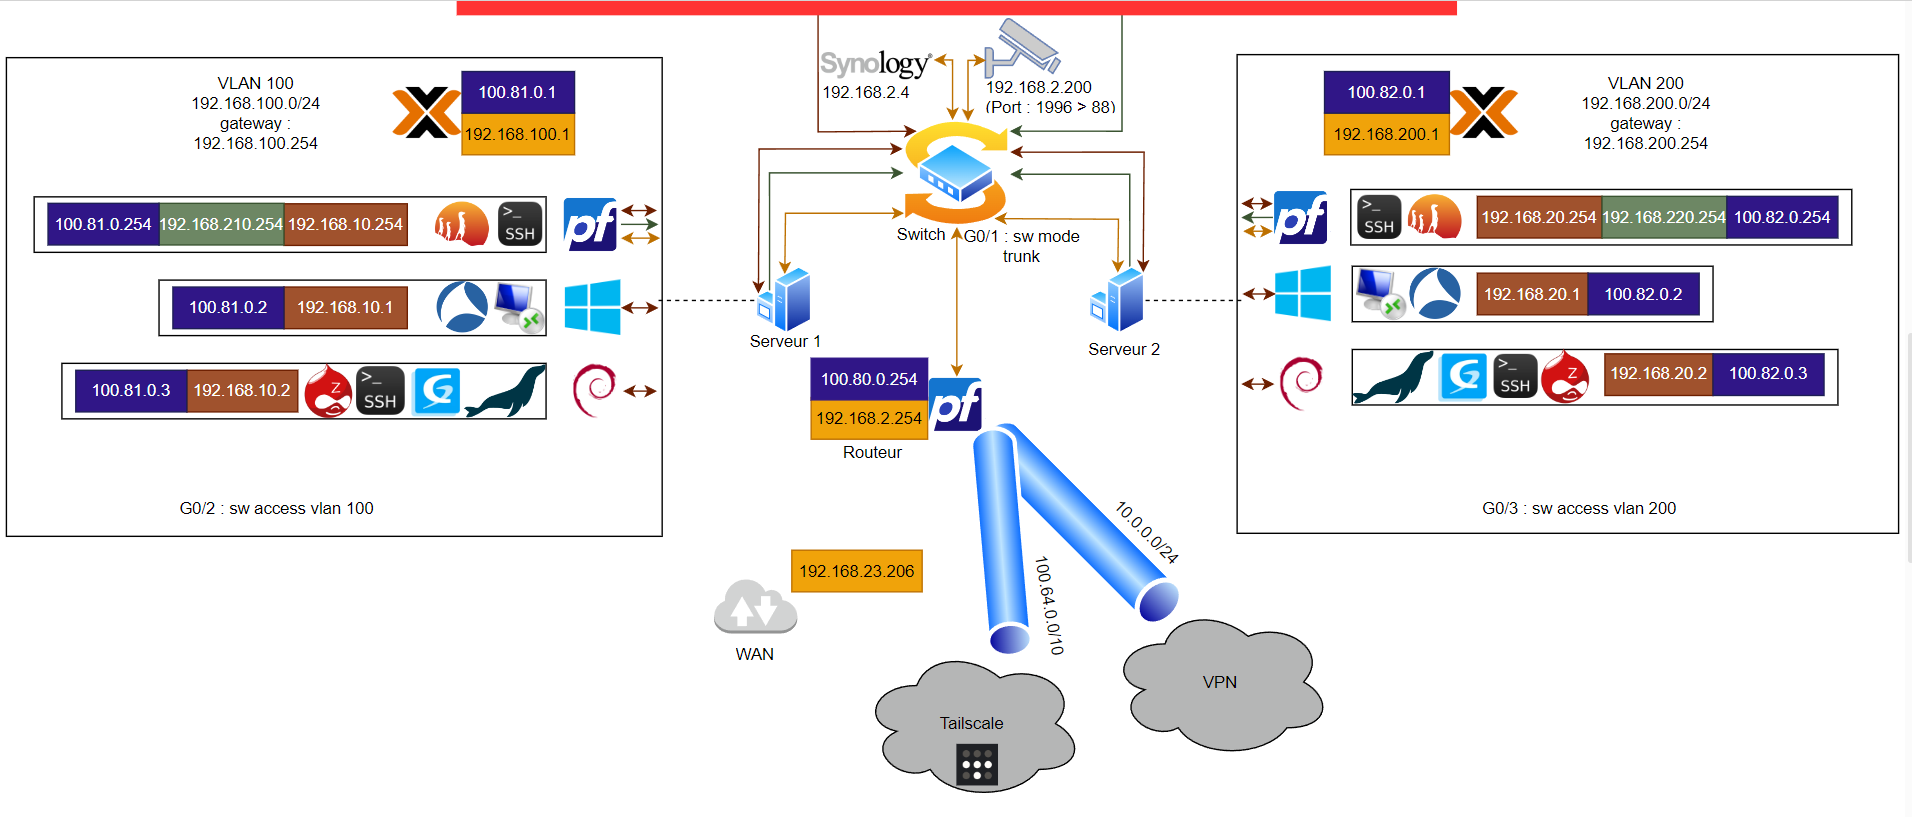 Synology
192.168.2.4
192.168.2.200
(Port : 1996 > 88)
VLAN 100
192.168.100.0/24
gateway :
192.168.100.254
100.81.0.1
192.168.100.1
100.82.0.1
192.168.200.1
VLAN 200
192.168.200.0/24
gateway :
192.168.200.254
100.81.0.254
192.168.210.254
192.168.10.254
>_
SSH
pf
Switch
G0/1 : sw mode
trunk
pf
>_
SSH
192.168.20.254
192.168.220.254
100.82.0.254
100.81.0.2
192.168.10.1
Serveur 1
Serveur 2
192.168.20.1
100.82.0.2
100.81.0.3
192.168.10.2
Z
>_
SSH
100.80.0.254
192.168.2.254
pf
Routeur
>_
SSH
Z
192.168.20.2
100.82.0.3
G0/2 : sw access vlan 100
G0/3 : sw access vlan 200
10.0.0.0/24
100.64.0.0/10
192.168.23.206
WAN
VPN
Tailscale